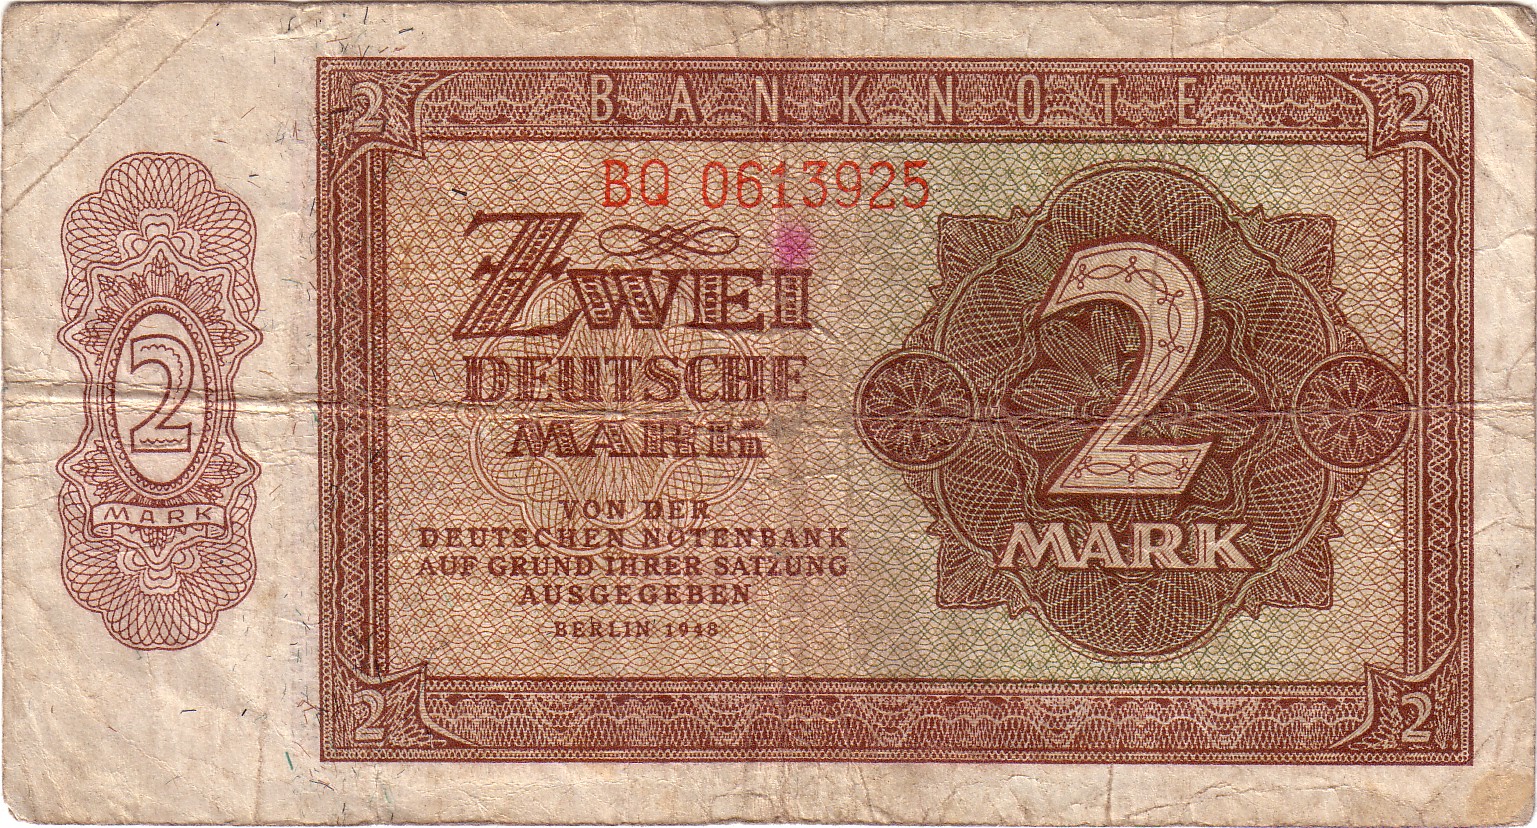 BANKNOTE
2
2
BQ 0613925
ZWEI
DEUTSCHE
MARK
2
MARK
2
MARK
VON DER
DEUTSCHEN NOTENBANK
AUF GRUND IHRER SATZUNG
AUSGEGEBEN
BERLIN 1948
2
2